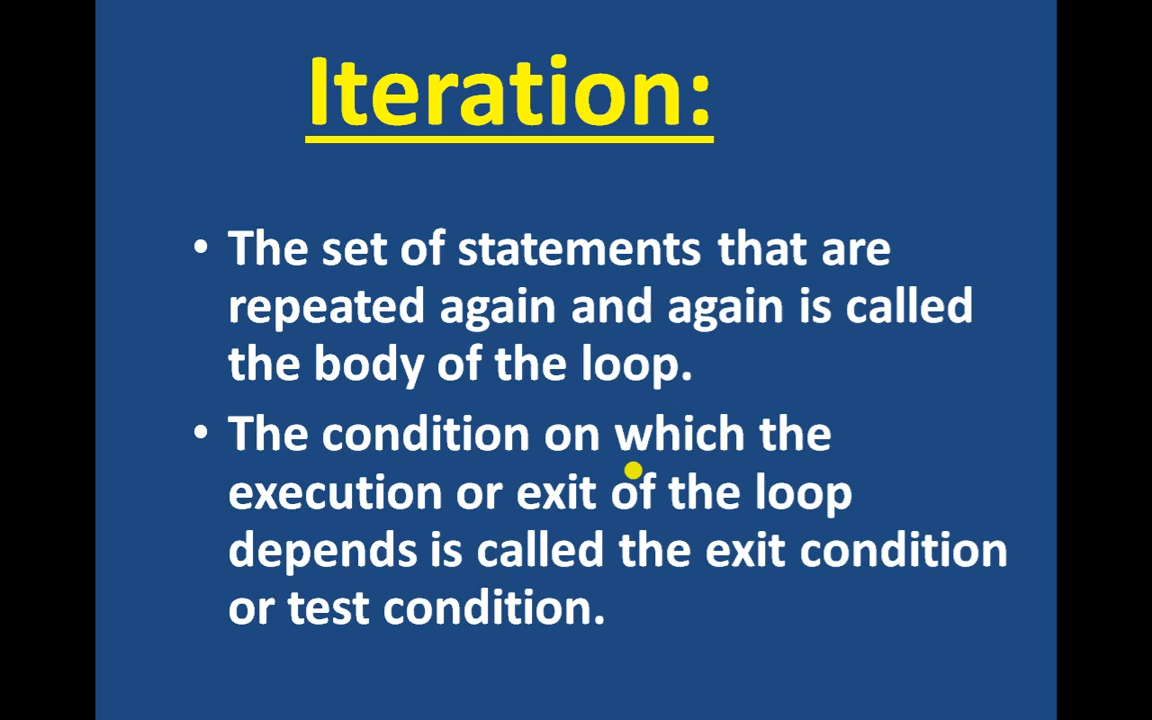 Iteration:
• The set of statements that are
repeated again and again is called
the body of the loop.
• The condition on which the
execution or exit of the loop
depends is called the exit condition
or test condition.